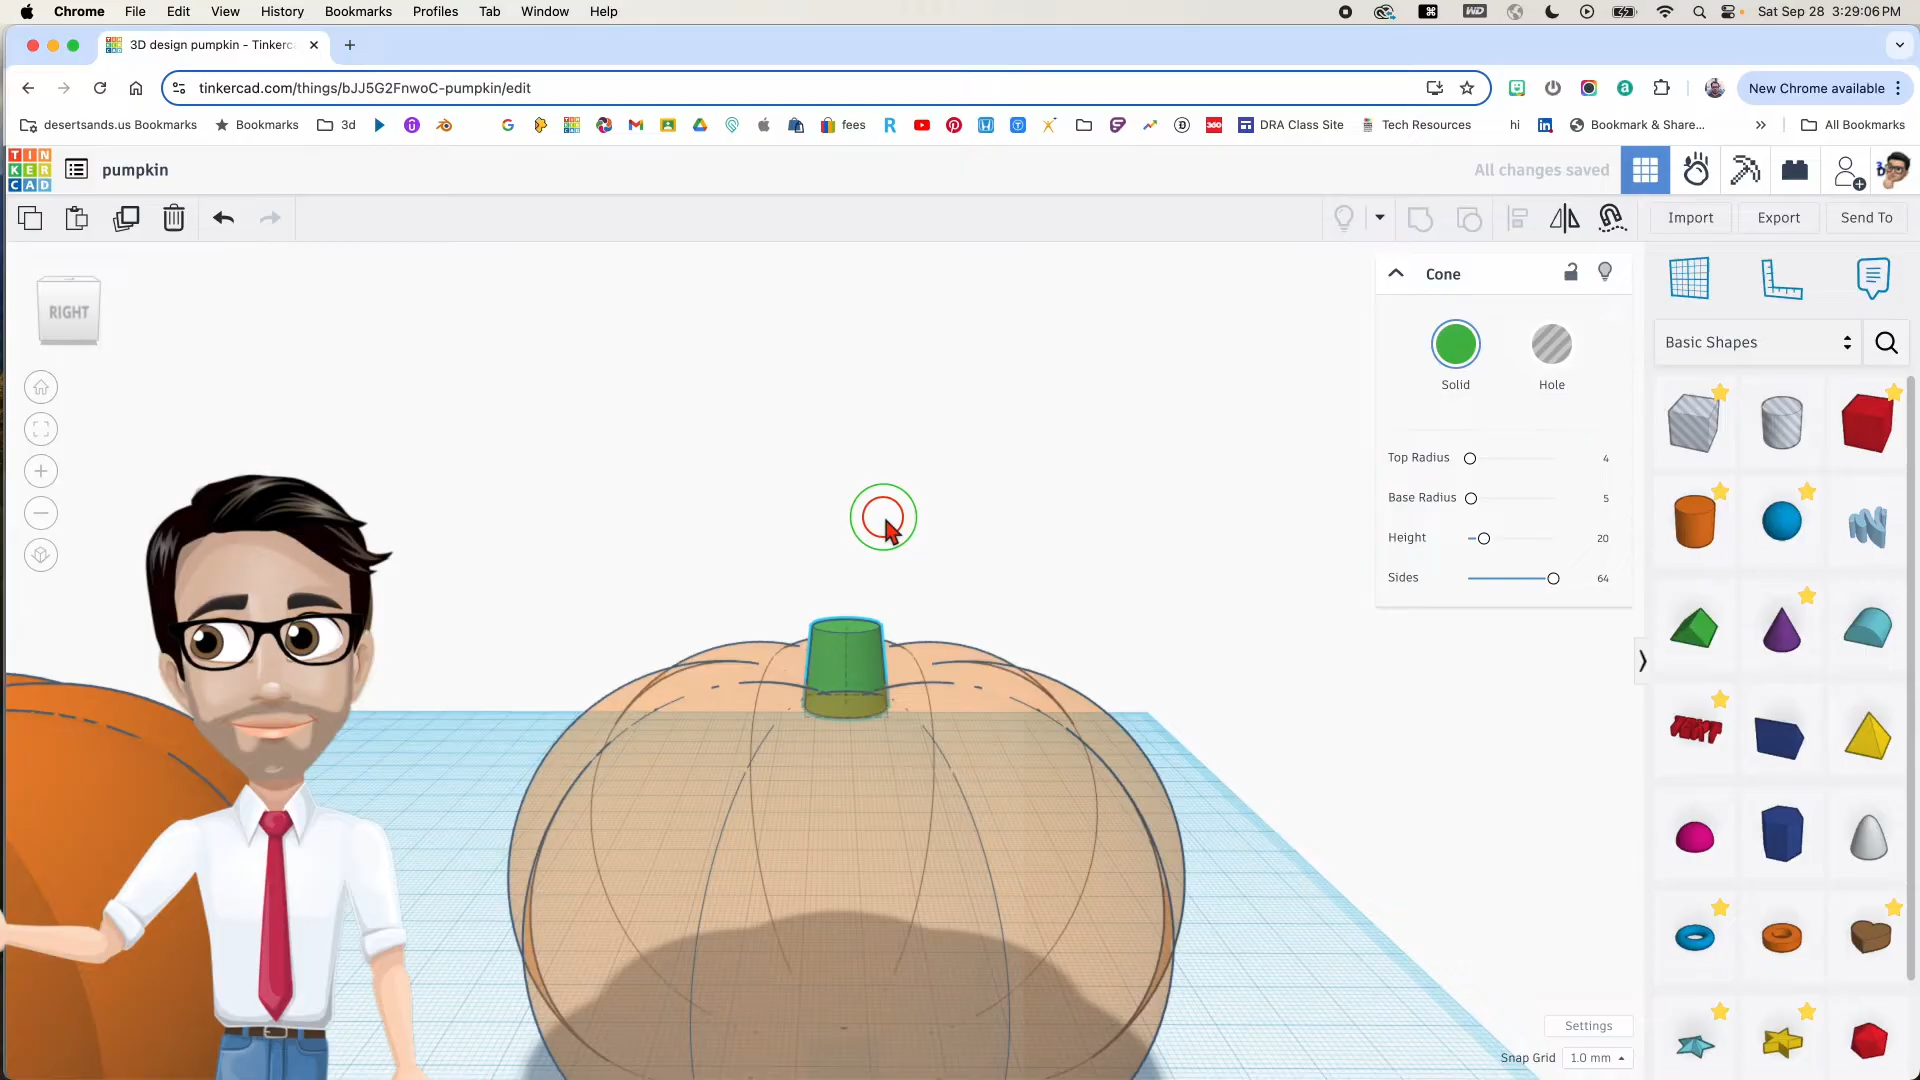 Chrome File Edit View History Bookmarks Profiles Tab Window Help
WD
Sat Sep 28 3:29:06 PM
3D design pumpkin - Tinkerc
tinkercad.com/things/bJJ5G2FnwoC-pumpkin/edit
New Chrome available
desertsands.us Bookmarks Bookmarks 3d fees DRA Class Site Tech Resources hi Bookmark & Share... All Bookmarks
TIN
KER
CAD
pumpkin
All changes saved
Import Export Send To
RIGHT
Cone
Solid Hole
Top Radius 4
Base Radius 5
Height 20
Sides 64
Basic Shapes
TEXT
Settings
Snap Grid 1.0 mm